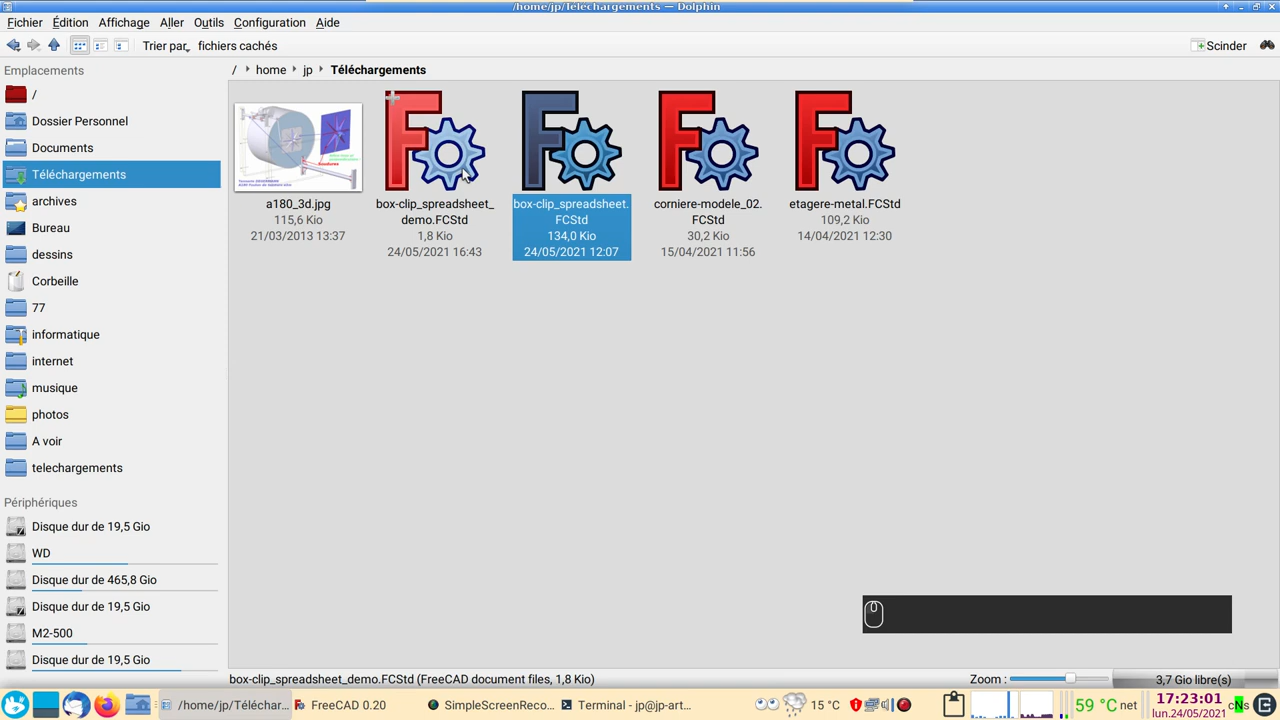 /home/jp/Téléchargements — Dolphin
Fichier Édition Affichage Aller Outils Configuration Aide
Trier par fichiers cachés Scinder
Emplacements
/ home jp Téléchargements
/
Dossier Personnel
Documents
Téléchargements
archives
Bureau
dessins
Corbeille
77
informatique
internet
musique
photos
A voir
telechargements
Périphériques
Disque dur de 19,5 Gio
WD
Disque dur de 465,8 Gio
Disque dur de 19,5 Gio
M2-500
Disque dur de 19,5 Gio
a180_3d.jpg
115,6 Kio
21/03/2013 13:37
box-clip_spreadsheet_
demo.FCStd
1,8 Kio
24/05/2021 16:43
box-clip_spreadsheet.
FCStd
134,0 Kio
24/05/2021 12:07
corniere-modele_02.
FCStd
30,2 Kio
15/04/2021 11:56
etagere-metal.FCStd
109,2 Kio
14/04/2021 12:30
box-clip_spreadsheet_demo.FCStd (FreeCAD document files, 1,8 Kio) Zoom : 3,7 Gio libre(s)
/home/jp/Téléchar… FreeCAD 0.20 SimpleScreenReco… Terminal - jp@jp-art… 15 °C 59 °C net 17:23:01
lun.24/05/2021 cNs